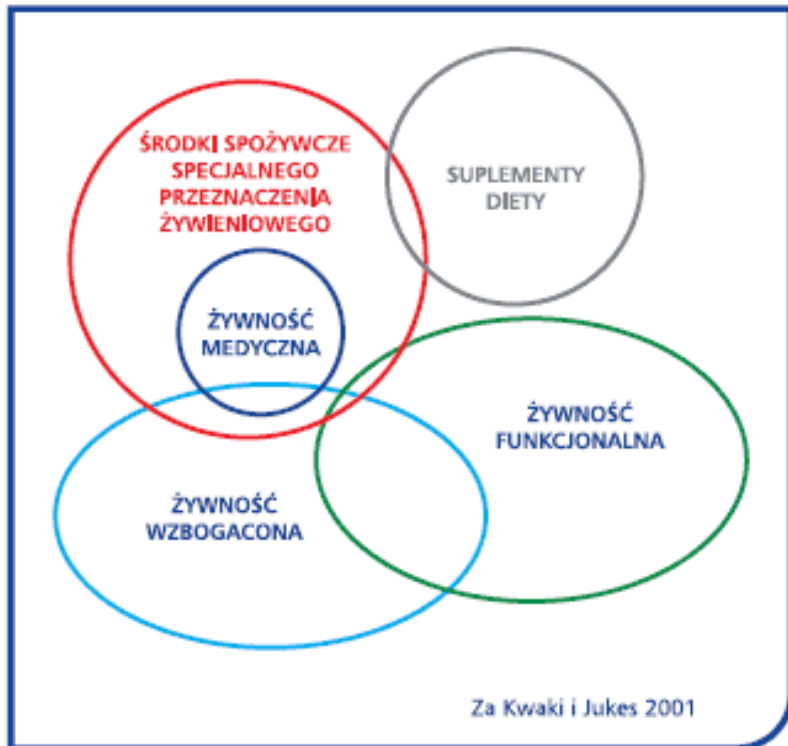 ŚRODKI SPOŻYWCZE
SPECJALNEGO
PRZEZNACZENIA
ŻYWIENIOWEGO
SUPLEMENTY
DIETY
ŻYWNOŚĆ
MEDYCZNA
ŻYWNOŚĆ
FUNKCJONALNA
ŻYWNOŚĆ
WZBOGACONA
Za Kwaki i Jukes 2001